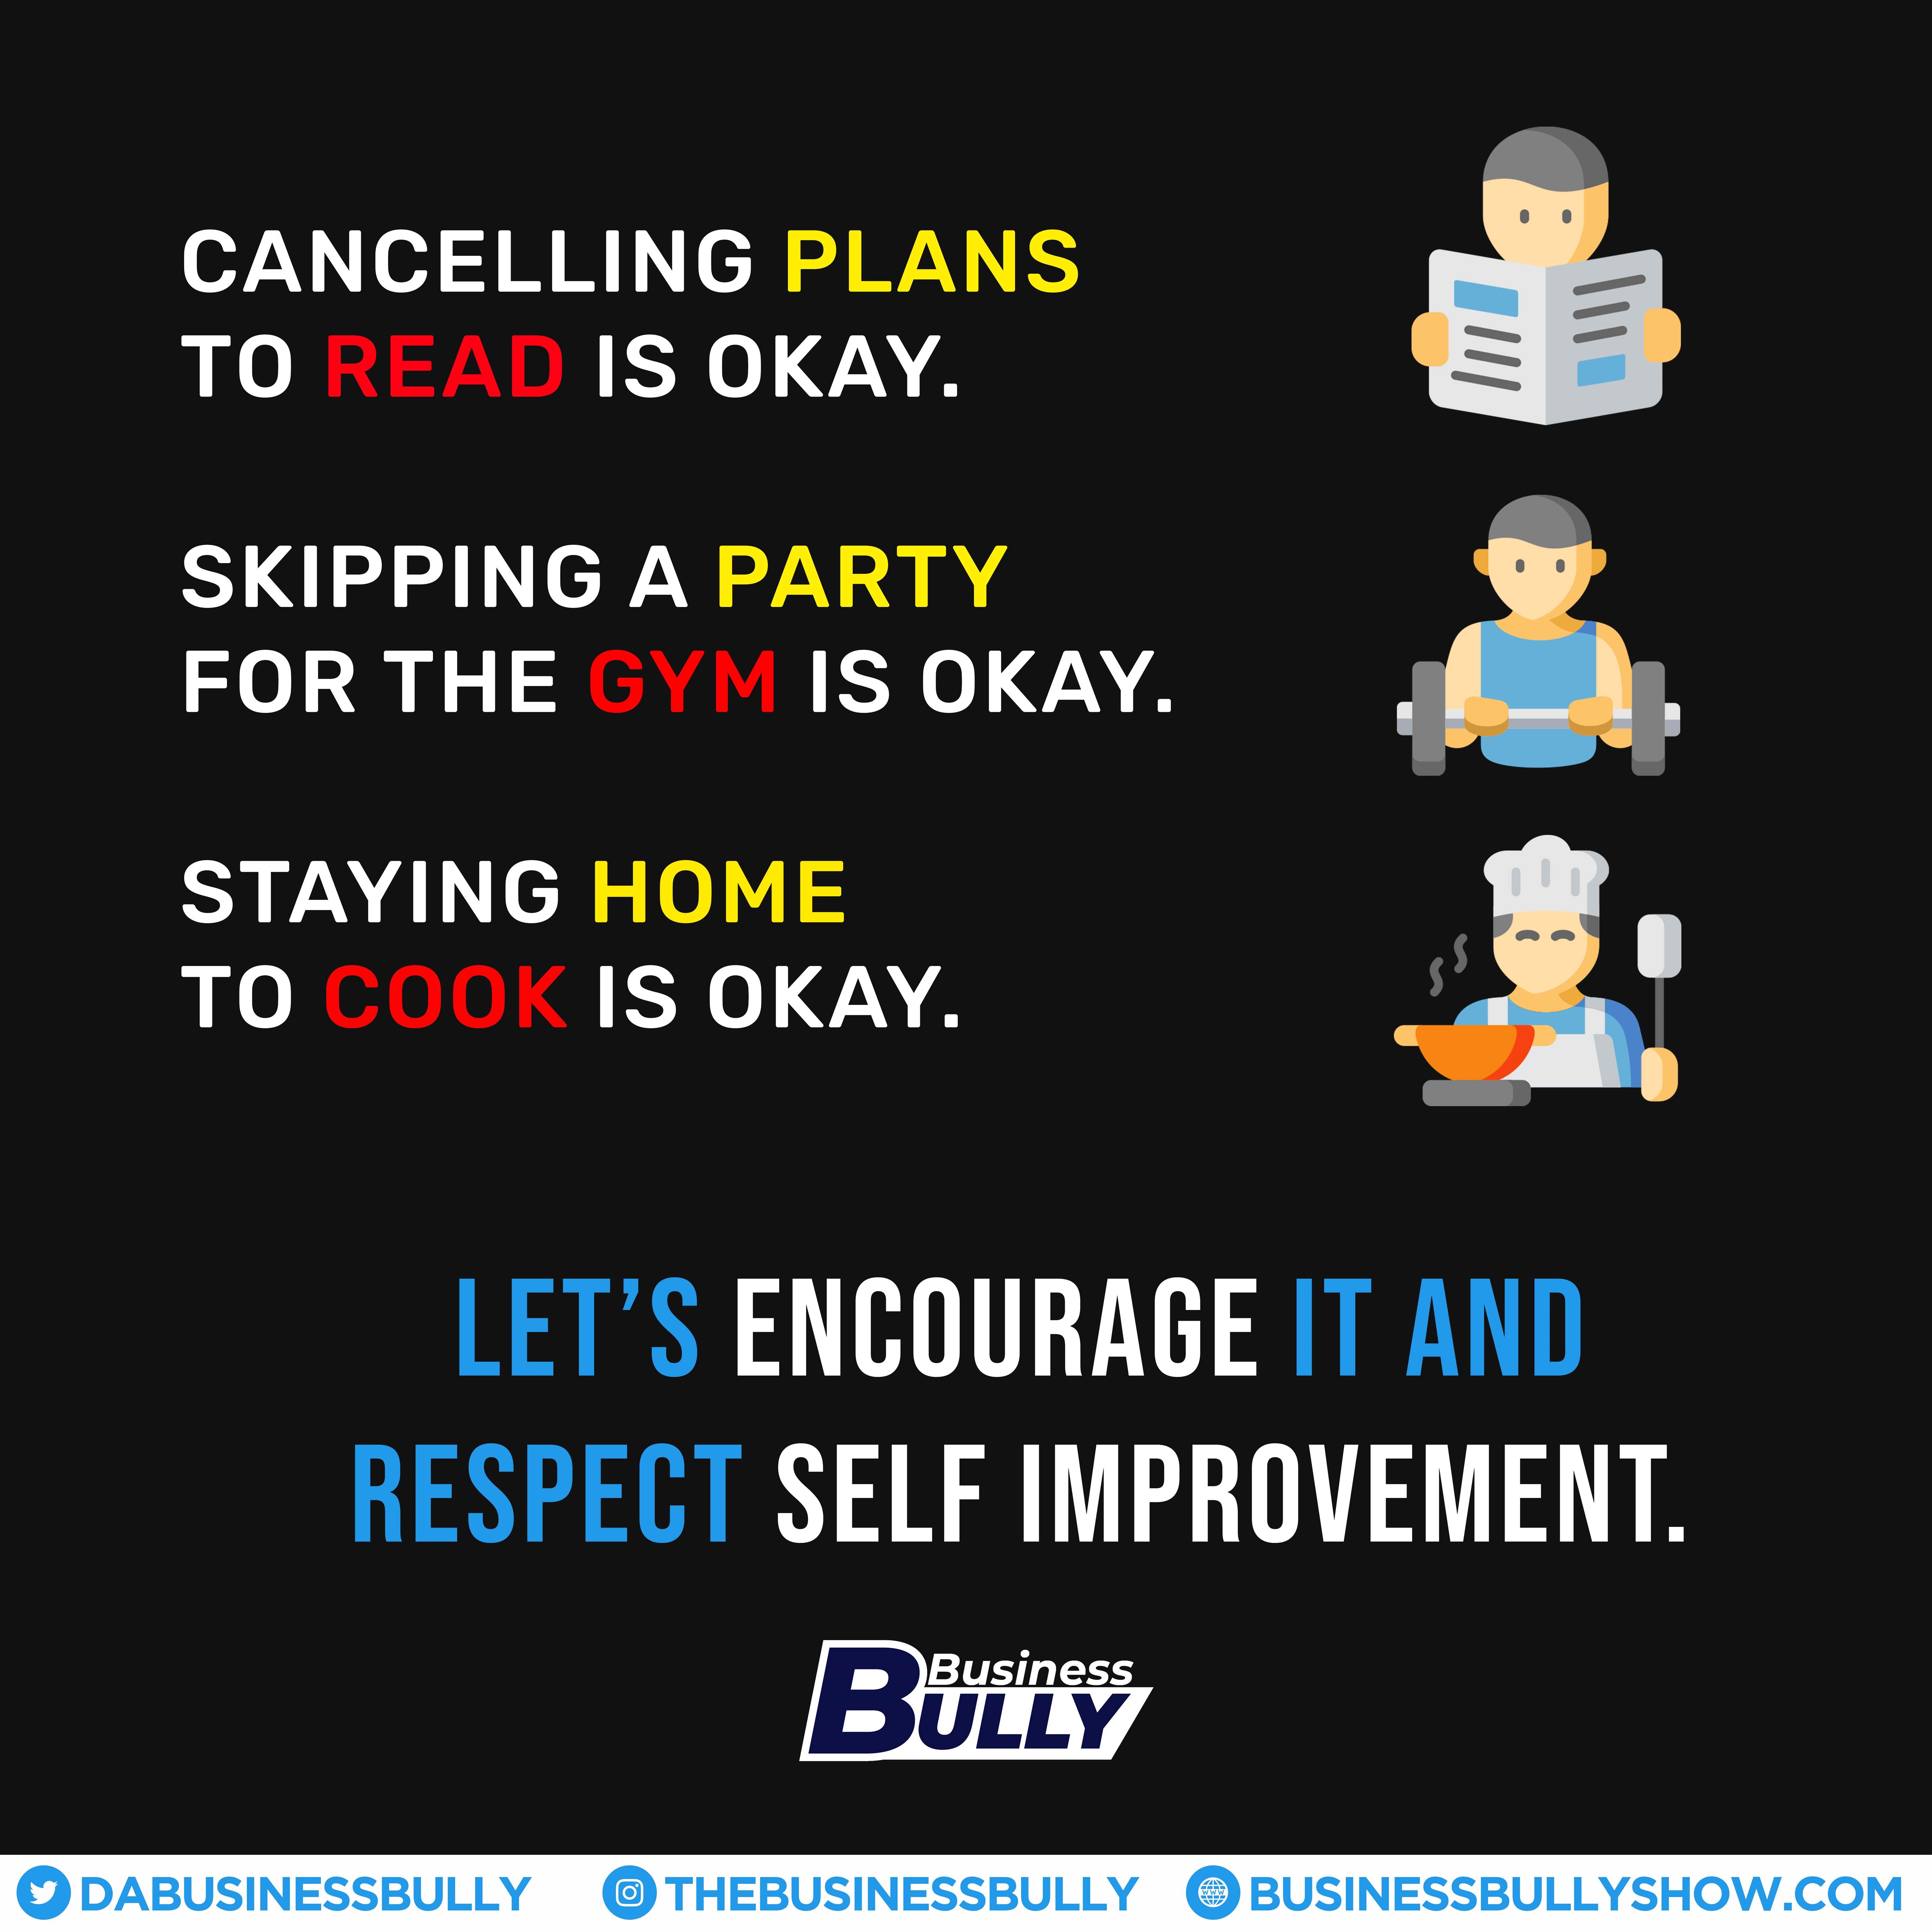 CANCELLING PLANS
TO READ IS OKAY.
SKIPPING A PARTY
FOR THE GYM IS OKAY.
STAYING HOME
TO COOK IS OKAY.
LET'S ENCOURAGE IT AND
RESPECT SELF IMPROVEMENT.
Business
BULLY
DABUSINESSBULLY THEBUSINESSBULLY WWW BUSINESSBULLYSHOW.COM